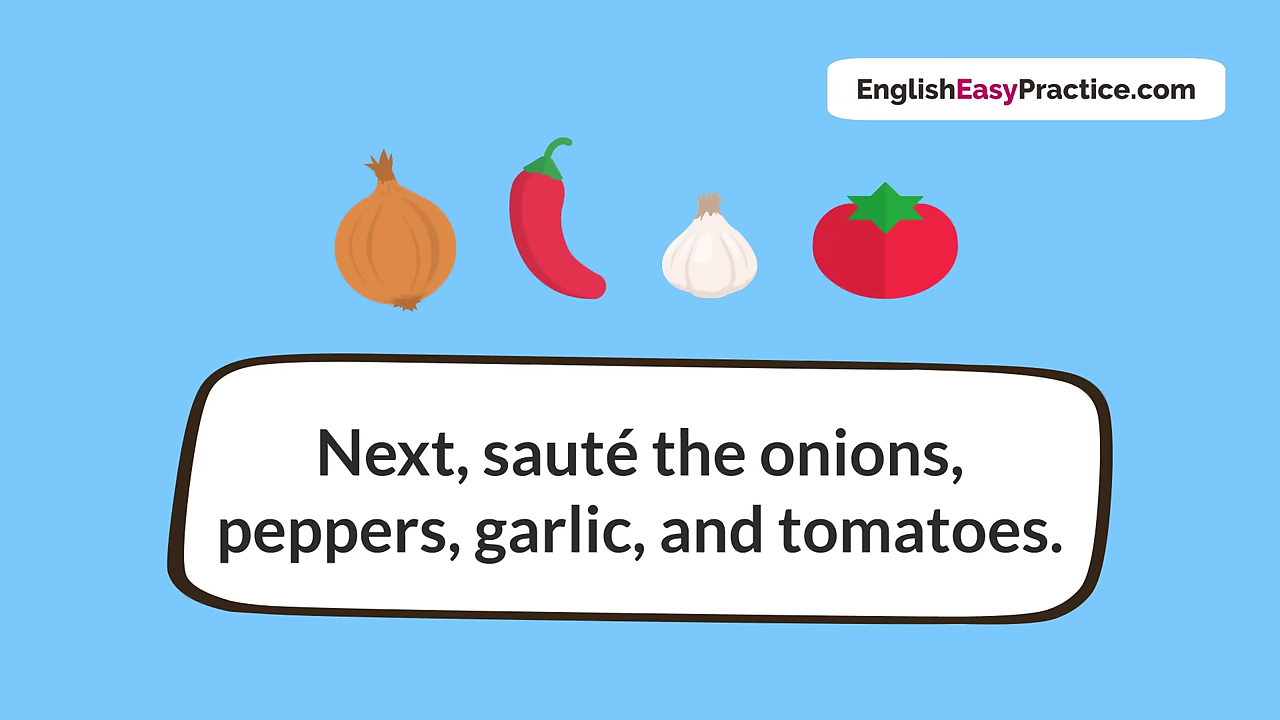 EnglishEasyPractice.com
Next, sauté the onions,
peppers, garlic, and tomatoes.